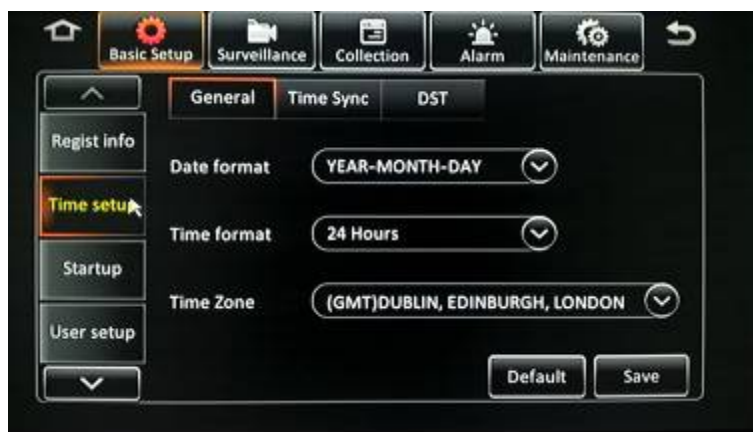 Basic Setup
Surveillance
Collection
Alarm
Maintenance
General
Time Sync
DST
Regist info
Time setup
Startup
User setup
Date format
YEAR-MONTH-DAY
Time format
24 Hours
Time Zone
(GMT)DUBLIN, EDINBURGH, LONDON
Default
Save